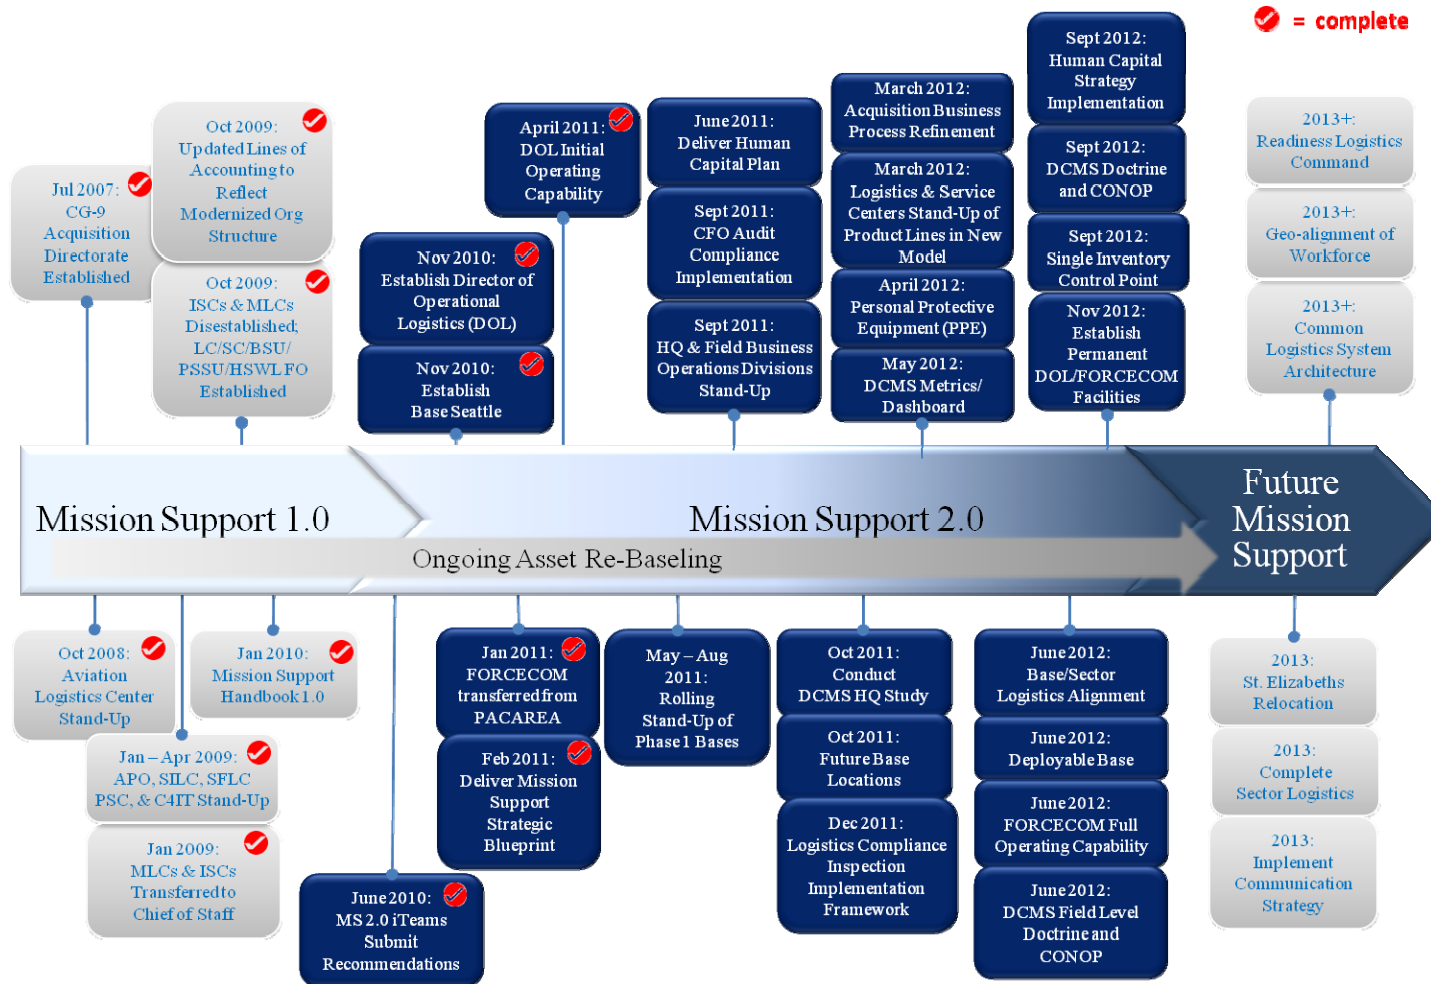 = complete
Jul 2007:
CG-9
Acquisition
Directorate
Established
Oct 2009:
Updated Lines of
Accounting to
Reflect
Modernized Org
Structure
Oct 2009:
ISCs & MLCs
Disestablished;
LC/SC/BSU/
PSSU/HSWL FO
Established
Nov 2010:
Establish Director of
Operational
Logistics (DOL)
Nov 2010:
Establish
Base Seattle
April 2011:
DOL Initial
Operating
Capability
June 2011:
Deliver Human
Capital Plan
Sept 2011:
CFO Audit
Compliance
Implementation
Sept 2011:
HQ & Field Business
Operations Divisions
Stand-Up
March 2012:
Acquisition Business
Process Refinement
March 2012:
Logistics & Service
Centers Stand-Up of
Product Lines in New
Model
April 2012:
Personal Protective
Equipment (PPE)
May 2012:
DCMS Metrics/
Dashboard
Sept 2012:
Human Capital
Strategy
Implementation
Sept 2012:
DCMS Doctrine
and CONOP
Sept 2012:
Single Inventory
Control Point
Nov 2012:
Establish
Permanent
DOL/FORCECOM
Facilities
2013+:
Readiness Logistics
Command
2013+:
Geo-alignment of
Workforce
2013+:
Common
Logistics System
Architecture
Mission Support 1.0
Mission Support 2.0
Future
Mission
Support
Ongoing Asset Re-Baseling
Oct 2008:
Aviation
Logistics Center
Stand-Up
Jan – Apr 2009:
APO, SILC, SFLC
PSC, & C4IT Stand-Up
Jan 2009:
MLCs & ISCs
Transferred to
Chief of Staff
Jan 2010:
Mission Support
Handbook 1.0
June 2010:
MS 2.0 iTeams
Submit
Recommendations
Jan 2011:
FORCECOM
transferred from
PACAREA
Feb 2011:
Deliver Mission
Support
Strategic
Blueprint
May – Aug
2011:
Rolling
Stand-Up of
Phase 1 Bases
Oct 2011:
Conduct
DCMS HQ Study
Oct 2011:
Future Base
Locations
Dec 2011:
Logistics Compliance
Inspection
Implementation
Framework
June 2012:
Base/Sector
Logistics Alignment
June 2012:
Deployable Base
June 2012:
FORCECOM Full
Operating Capability
June 2012:
DCMS Field Level
Doctrine and
CONOP
2013:
St. Elizabeths
Relocation
2013:
Complete
Sector Logistics
2013:
Implement
Communication
Strategy